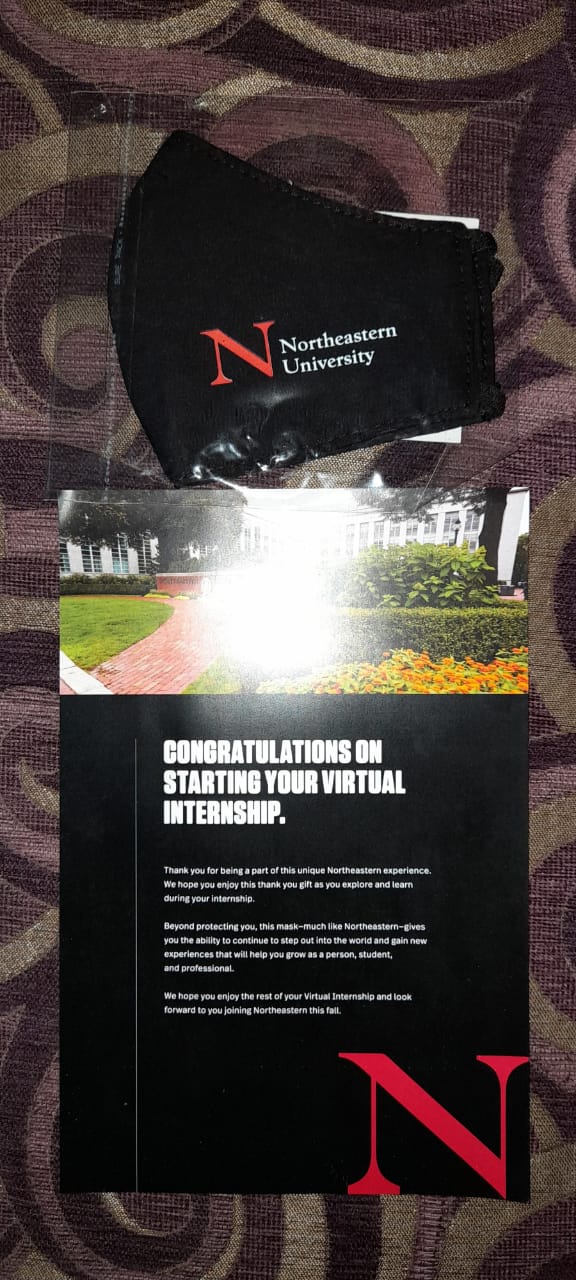 N Northeastern
University
CONGRATULATIONS ON
STARTING YOUR VIRTUAL
INTERNSHIP.
Thank you for being a part of this unique Northeastern experience.
We hope you enjoy this thank you gift as you explore and learn
during your internship.
Beyond protecting you, this mask—much like Northeastern—gives
you the ability to continue to step out into the world and gain new
experiences that will help you grow as a person, student,
and professional.
We hope you enjoy the rest of your Virtual Internship and look
forward to you joining Northeastern this fall.
N